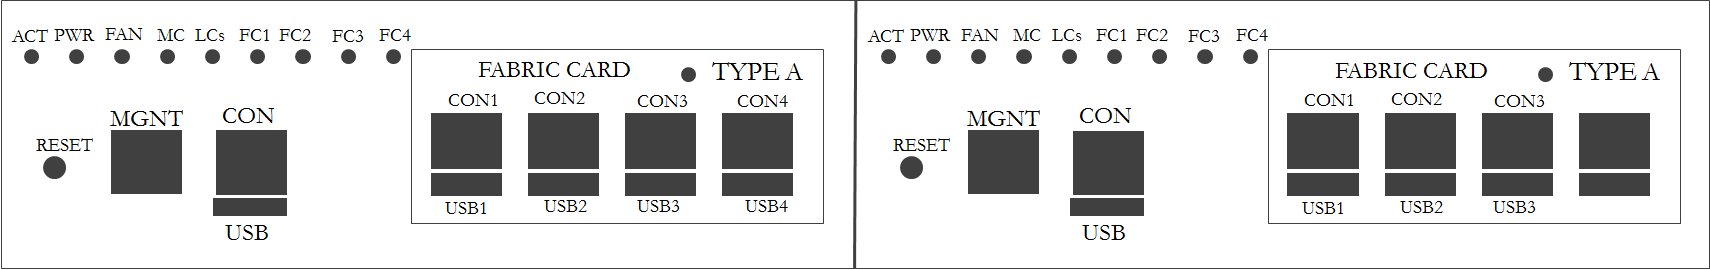 ACT PWR FAN MC LCs FC1 FC2 FC3 FC4
FABRIC CARD TYPE A
CON1 CON2 CON3 CON4
MGNT CON
RESET
USB1 USB2 USB3 USB4
USB
ACT PWR FAN MC LCs FC1 FC2 FC3 FC4
FABRIC CARD TYPE A
CON1 CON2 CON3
MGNT CON
RESET
USB1 USB2 USB3
USB